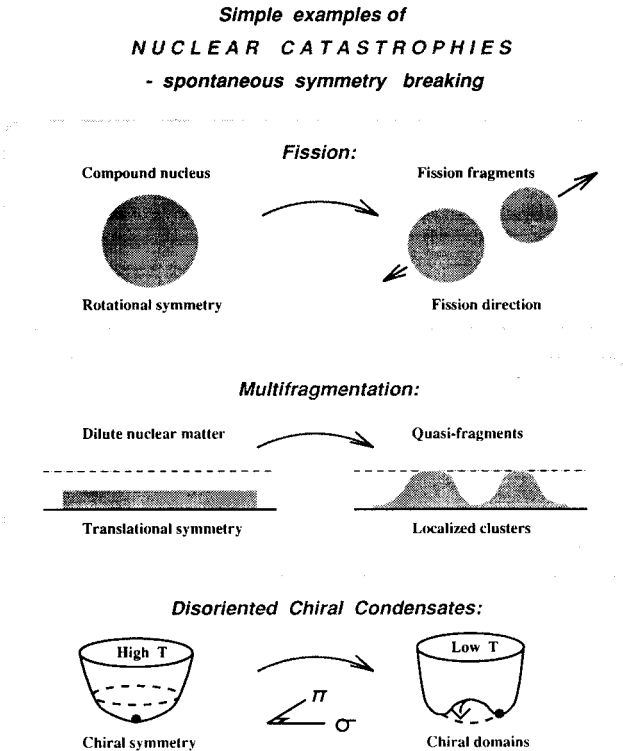 Simple examples of
NUCLEAR CATASTROPHIES
- spontaneous symmetry breaking
Fission:
Compound nucleus
Fission fragments
Rotational symmetry
Fission direction
Multifragmentation:
Dilute nuclear matter
Quasi-fragments
Translational symmetry
Localized clusters
Disoriented Chiral Condensates:
High T
Low T
π
σ
Chiral symmetry
Chiral domains